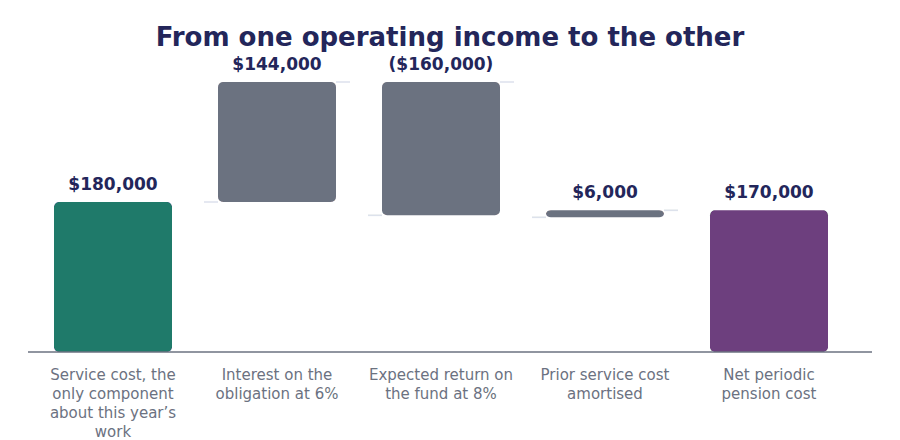 From one operating income to the other
$144,000
($160,000)
$180,000
$6,000
$170,000
Service cost, the
only component
about this year’s
work
Interest on the
obligation at 6%
Expected return on
the fund at 8%
Prior service cost
amortised
Net periodic
pension cost